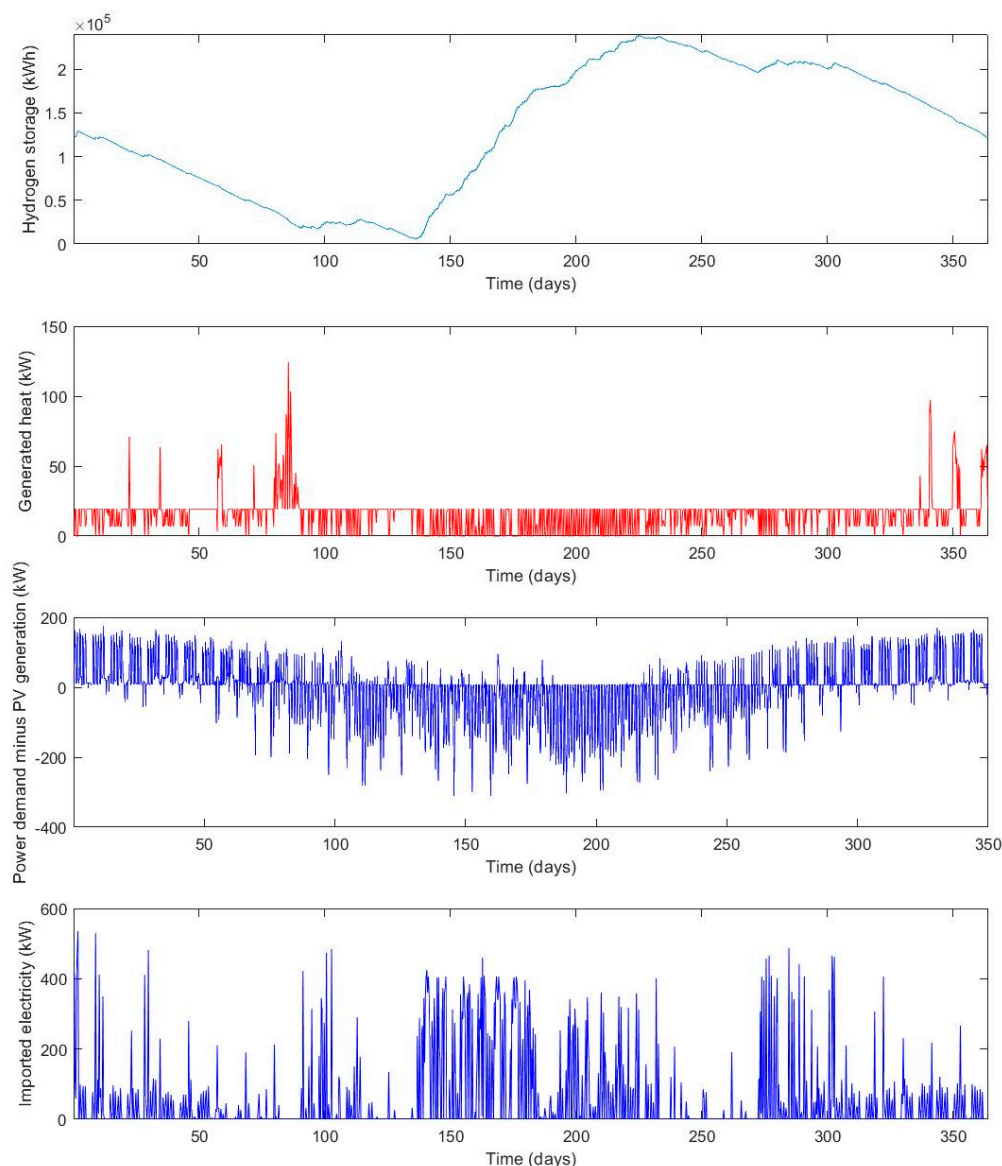 ×10⁵
Hydrogen storage (kWh)
2
1.5
1
0.5
0
50 100 150 200 250 300 350
Time (days)
Generated heat (kW)
150
100
50
0
50 100 150 200 250 300 350
Time (days)
Power demand minus PV generation (kW)
200
0
-200
-400
50 100 150 200 250 300 350
Time (days)
Imported electricity (kW)
600
400
200
0
50 100 150 200 250 300 350
Time (days)